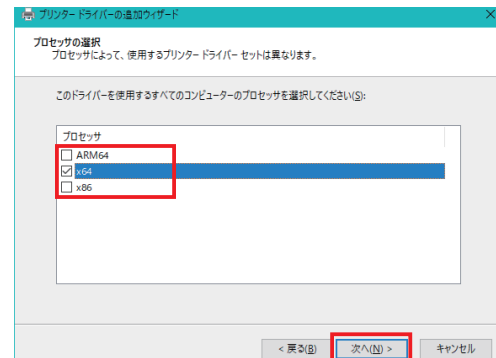 プリンター ドライバーの追加ウィザード
プロセッサの選択
プロセッサによって、使用するプリンター ドライバー セットは異なります。
このドライバーを使用するすべてのコンピューターのプロセッサを選択してください(S):
プロセッサ
ARM64
x64
x86
< 戻る(B)
次へ(N) >
キャンセル